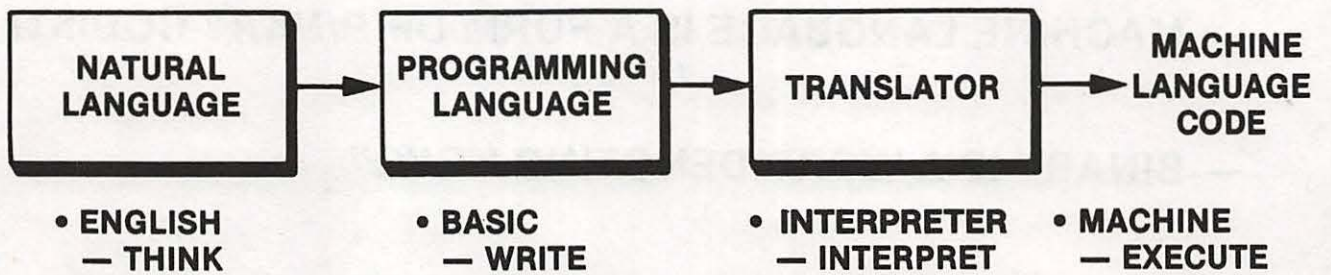 NATURAL
LANGUAGE
PROGRAMMING
LANGUAGE
TRANSLATOR
MACHINE
LANGUAGE
CODE
• ENGLISH
— THINK
• BASIC
— WRITE
• INTERPRETER
— INTERPRET
• MACHINE
— EXECUTE